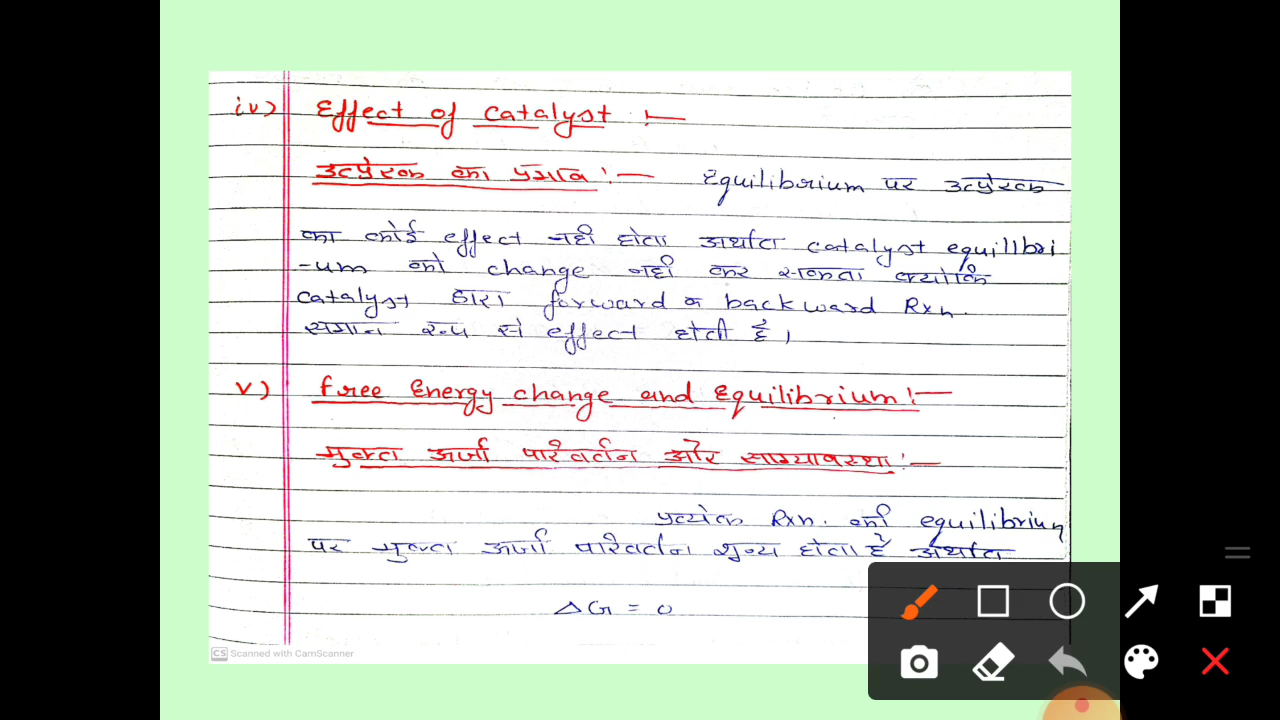 iv) Effect of Catalyst :-
उत्प्रेरक का प्रभाव :- Equilibrium पर उत्प्रेरक
का कोई effect नहीं होता अर्थात catalyst equilibri
-um को change नहीं कर सकता क्योंकि
catalyst द्वारा forward व backward Rxn.
समान रूप से effect होती है।
v) free Energy change and Equilibrium :-
मुक्त ऊर्जा परिवर्तन और साम्यावस्था :-
प्रत्येक Rxn. की equilibrium
पर मुक्त ऊर्जा परिवर्तन शून्य होता है अर्थात
ΔG = 0
CS Scanned with CamScanner